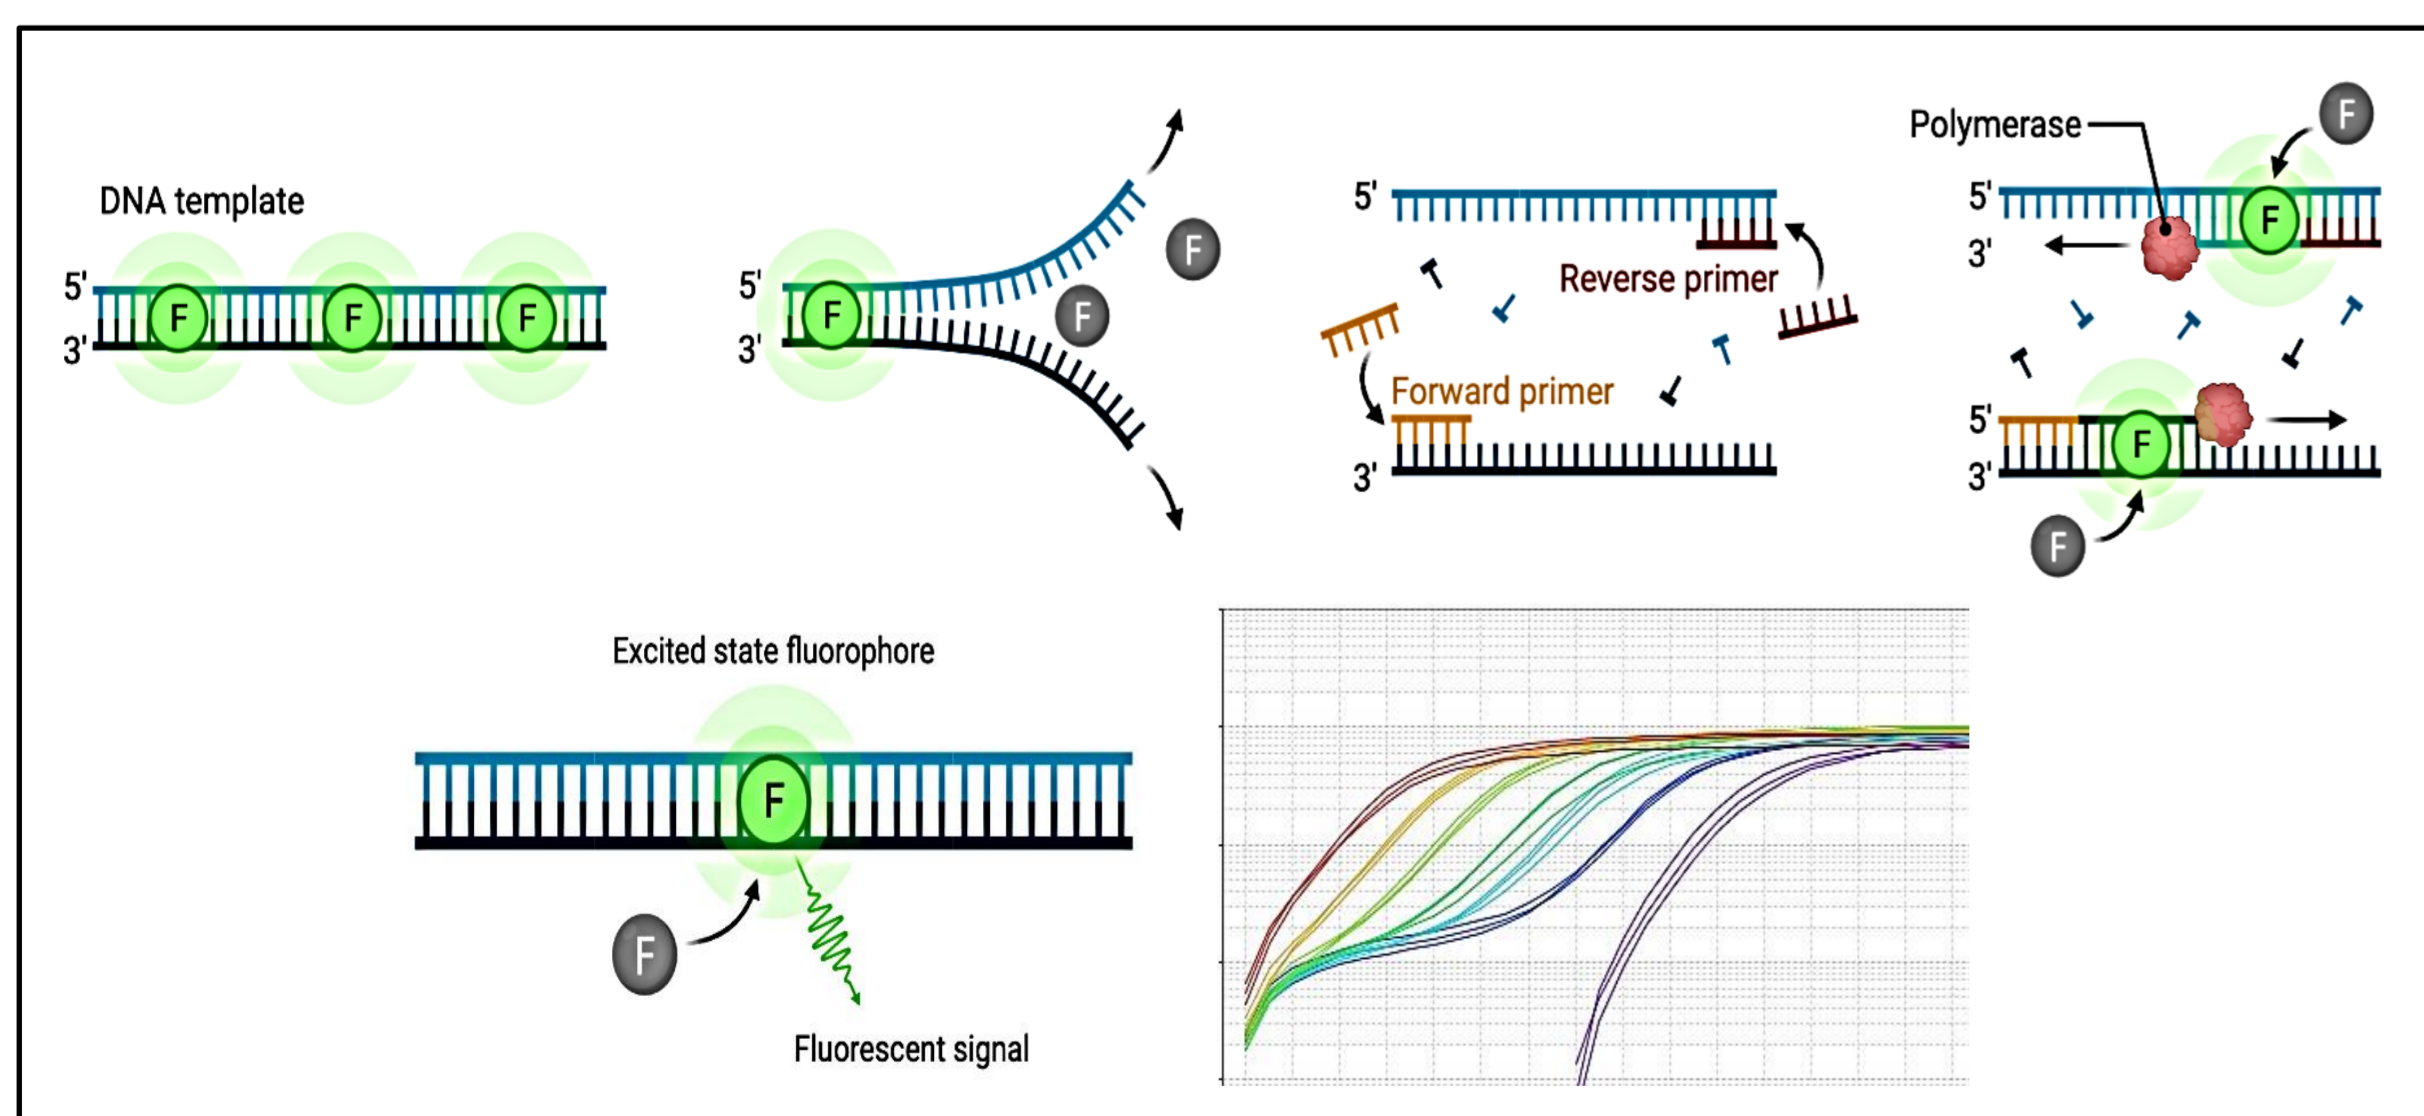 DNA template
5'
F
F
F
3'
5'
F
3'
F
F
5'
Reverse primer
Forward primer
3'
Polymerase
F
5'
F
3'
5'
F
3'
F
Excited state fluorophore
F
F
Fluorescent signal